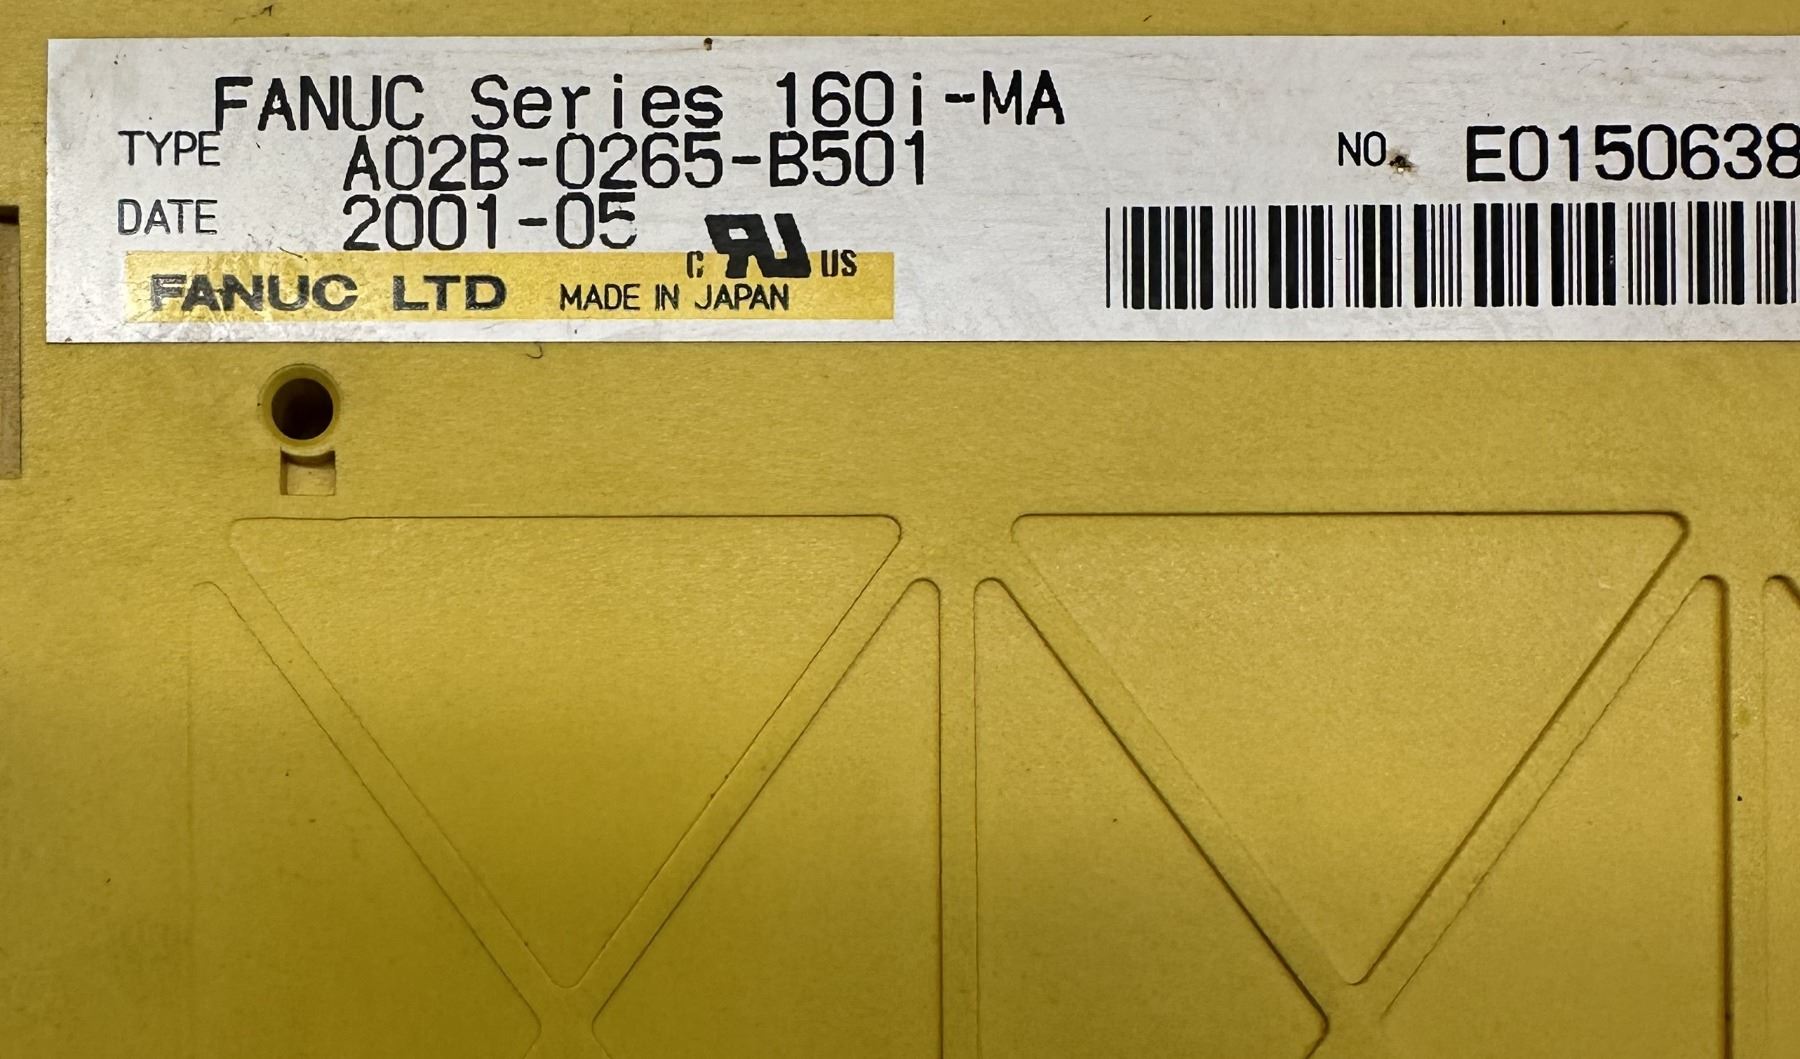 FANUC Series 160i-MA
TYPE A02B-0265-B501
NO. E0150638
DATE 2001-05
C RU US
FANUC LTD MADE IN JAPAN